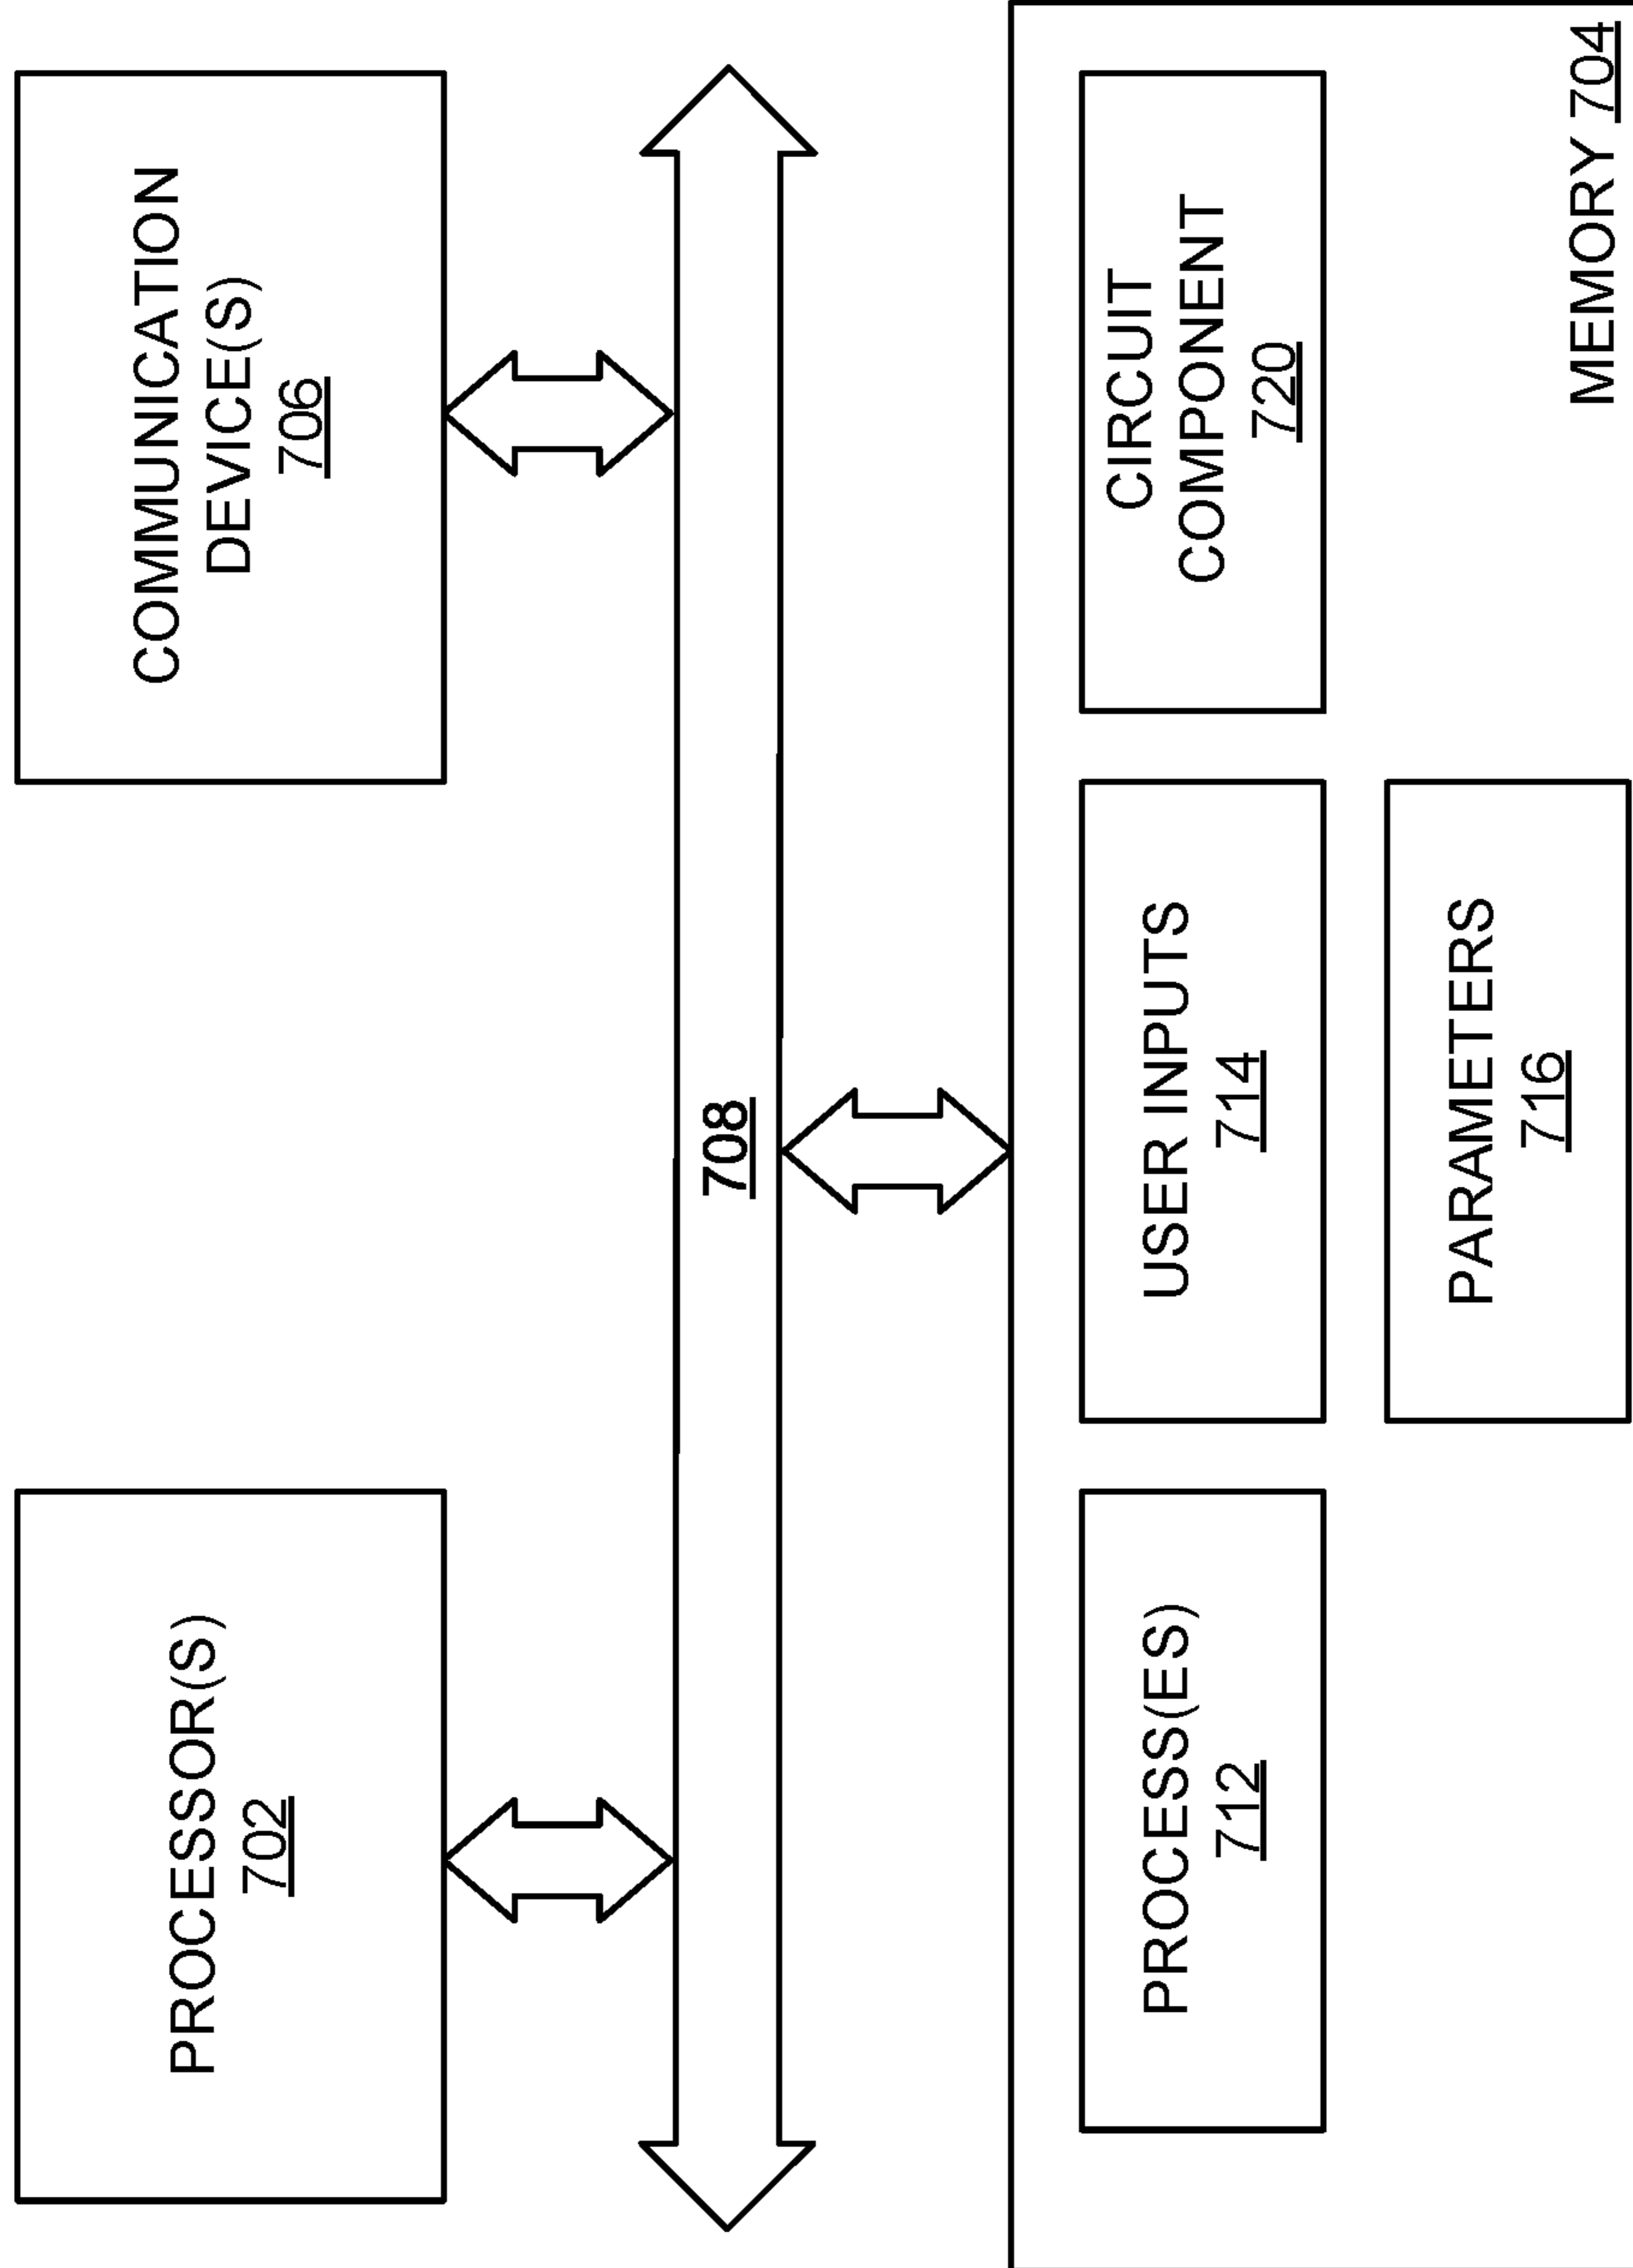 PROCESSOR(S)
702
COMMUNICATION
DEVICE(S)
706
708
PROCESS(ES)
712
USER INPUTS
714
CIRCUIT
COMPONENT
720
PARAMETERS
716
MEMORY 704